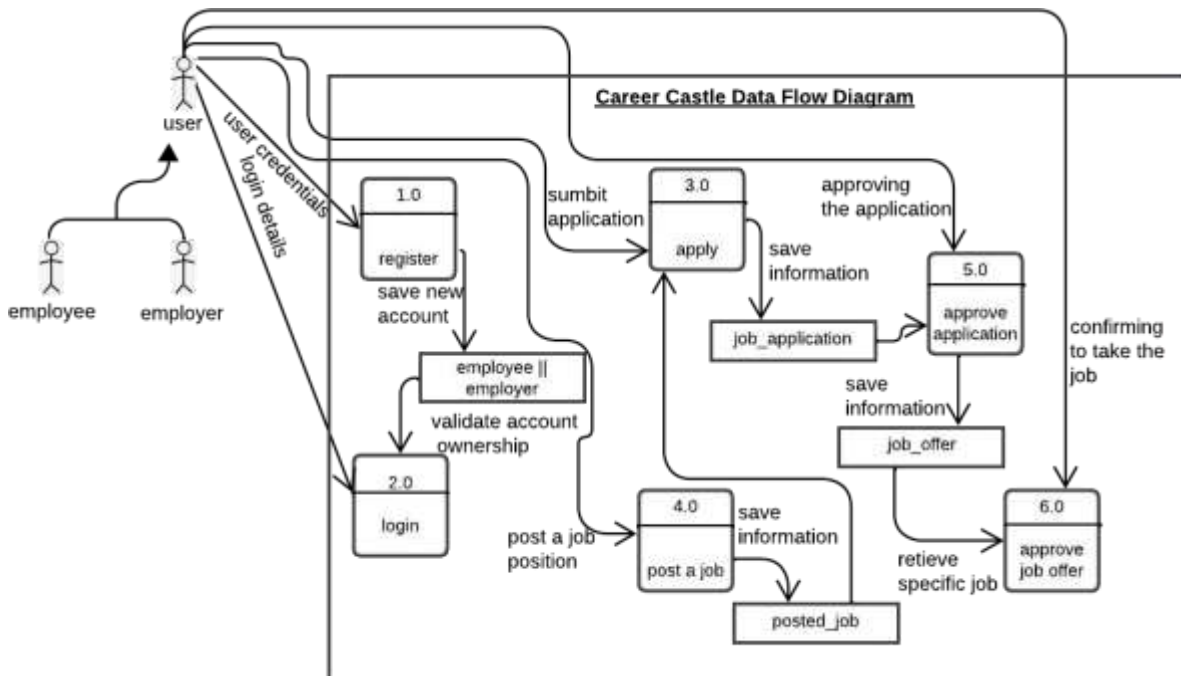 Career Castle Data Flow Diagram
user
employee
employer
user credentials
login details
1.0
register
save new
account
employee ||
employer
validate account
ownership
2.0
login
sumbit
application
3.0
apply
save
information
job_application
approving
the application
5.0
approve
application
save
information
job_offer
confirming
to take the
job
post a job
position
4.0
post a job
save
information
posted_job
retieve
specific job
6.0
approve
job offer